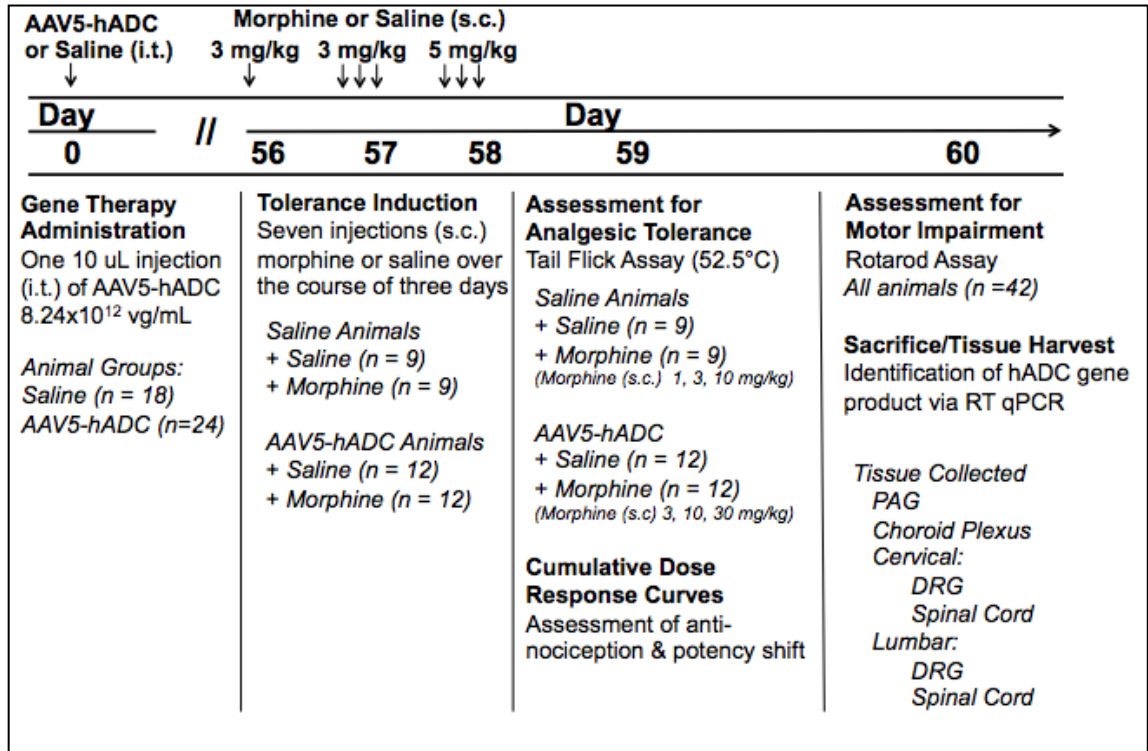 AAV5-hADC
or Saline (i.t.)
Morphine or Saline (s.c.)
3 mg/kg 3 mg/kg 5 mg/kg
Day // Day
0 56 57 58 59 60
Gene Therapy
Administration
One 10 uL injection
(i.t.) of AAV5-hADC
8.24x10¹² vg/mL
Animal Groups:
Saline (n = 18)
AAV5-hADC (n=24)
Tolerance Induction
Seven injections (s.c.)
morphine or saline over
the course of three days
Saline Animals
+ Saline (n = 9)
+ Morphine (n = 9)
AAV5-hADC Animals
+ Saline (n = 12)
+ Morphine (n = 12)
Assessment for
Analgesic Tolerance
Tail Flick Assay (52.5°C)
Saline Animals
+ Saline (n = 9)
+ Morphine (n = 9)
(Morphine (s.c.) 1, 3, 10 mg/kg)
AAV5-hADC
+ Saline (n = 12)
+ Morphine (n = 12)
(Morphine (s.c) 3, 10, 30 mg/kg)
Cumulative Dose
Response Curves
Assessment of anti-
nociception & potency shift
Assessment for
Motor Impairment
Rotarod Assay
All animals (n =42)
Sacrifice/Tissue Harvest
Identification of hADC gene
product via RT qPCR
Tissue Collected
PAG
Choroid Plexus
Cervical:
DRG
Spinal Cord
Lumbar:
DRG
Spinal Cord